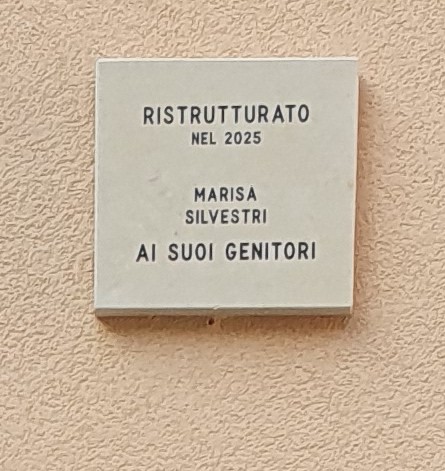 RISTRUTTURATO
NEL 2025
MARISA
SILVESTRI
AI SUOI GENITORI